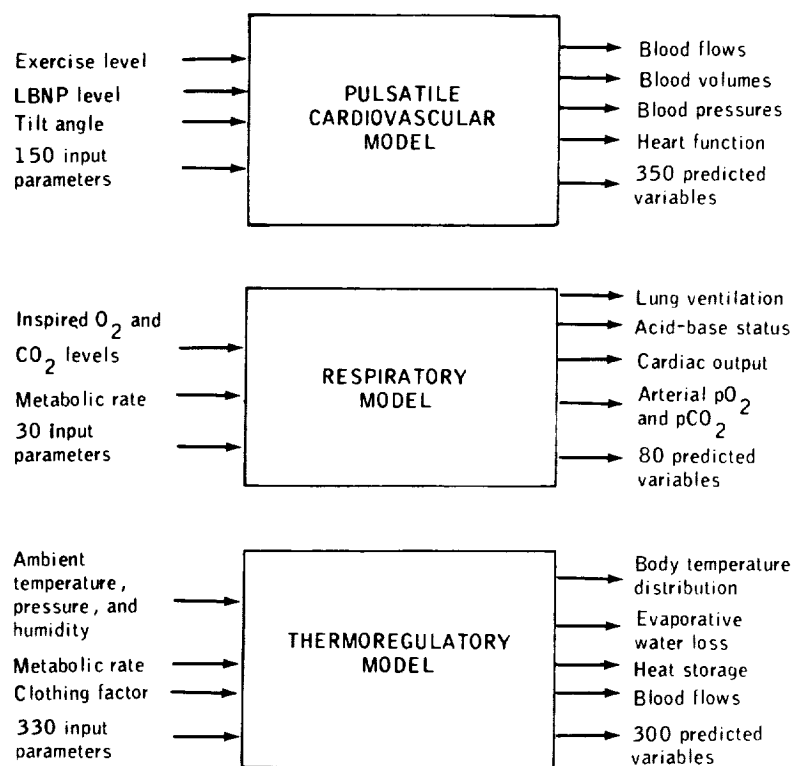 Exercise level
LBNP level
Tilt angle
150 input
parameters
PULSATILE
CARDIOVASCULAR
MODEL
Blood flows
Blood volumes
Blood pressures
Heart function
350 predicted
variables
Inspired O2 and
CO2 levels
Metabolic rate
30 input
parameters
RESPIRATORY
MODEL
Lung ventilation
Acid-base status
Cardiac output
Arterial pO2
and pCO2
80 predicted
variables
Ambient
temperature,
pressure, and
humidity
Metabolic rate
Clothing factor
330 input
parameters
THERMOREGULATORY
MODEL
Body temperature
distribution
Evaporative
water loss
Heat storage
Blood flows
300 predicted
variables